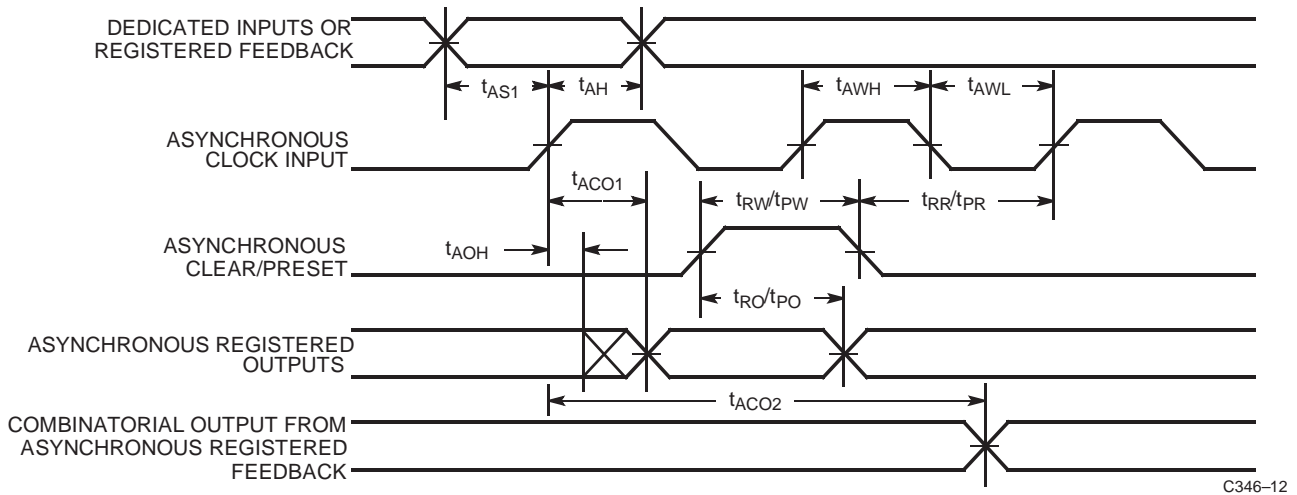 DEDICATED INPUTS OR
REGISTERED FEEDBACK
tAS1
tAH
tAWH
tAWL
ASYNCHRONOUS
CLOCK INPUT
tACO1
tRW/tPW
tRR/tPR
ASYNCHRONOUS
CLEAR/PRESET
tAOH
tRO/tPO
ASYNCHRONOUS REGISTERED
OUTPUTS
tACO2
COMBINATORIAL OUTPUT FROM
ASYNCHRONOUS REGISTERED
FEEDBACK
C346–12